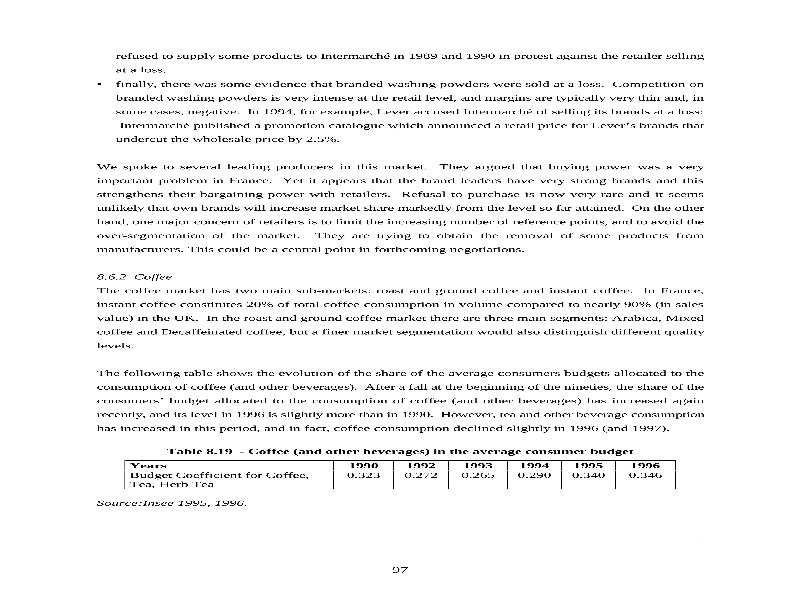 refused to supply some products to Intermarché in 1989 and 1990 in protest against the retailer selling
at a loss.
• finally, there was some evidence that branded washing powders were sold at a loss. Competition on
branded washing powders is very intense at the retail level, and margins are typically very thin and, in
some cases, negative. In 1994, for example, Lever accused Intermarché of selling its brands at a loss:
Intermarché published a promotion catalogue which announced a retail price for Lever's brands that
undercut the wholesale price by 2.5%.
We spoke to several leading producers in this market. They argued that buying power was a very
important problem in France. Yet it appears that the brand leaders have very strong brands and this
strengthens their bargaining power with retailers. Refusal to purchase is now very rare and it seems
unlikely that own brands will increase market share markedly from the level so far attained. On the other
hand, one major concern of retailers is to limit the increasing number of reference points, and to avoid the
over-segmentation of the market. They are trying to obtain the removal of some products from
manufacturers. This could be a central point in forthcoming negotiations.
8.6.2 Coffee
The coffee market has two main sub-markets: roast and ground coffee and instant coffee. In France,
instant coffee constitutes 20% of total coffee consumption in volume compared to nearly 90% (in sales
value) in the UK. In the roast and ground coffee market there are three main segments: Arabica, Mixed
coffee and Decaffeinated coffee, but a finer market segmentation would also distinguish different quality
levels.
The following table shows the evolution of the share of the average consumers budgets allocated to the
consumption of coffee (and other beverages). After a fall at the beginning of the nineties, the share of the
consumers' budget allocated to the consumption of coffee (and other beverages) has increased again
recently, and its level in 1996 is slightly more than in 1990. However, tea and other beverage consumption
has increased in this period, and in fact, coffee consumption declined slightly in 1996 (and 1997).
Table 8.19 - Coffee (and other beverages) in the average consumer budget
Years 1990 1992 1993 1994 1995 1996
Budget Coefficient for Coffee, 0.323 0.272 0.265 0.290 0.340 0.346
Tea, Herb Tea
Source:Insee 1995, 1996.
97